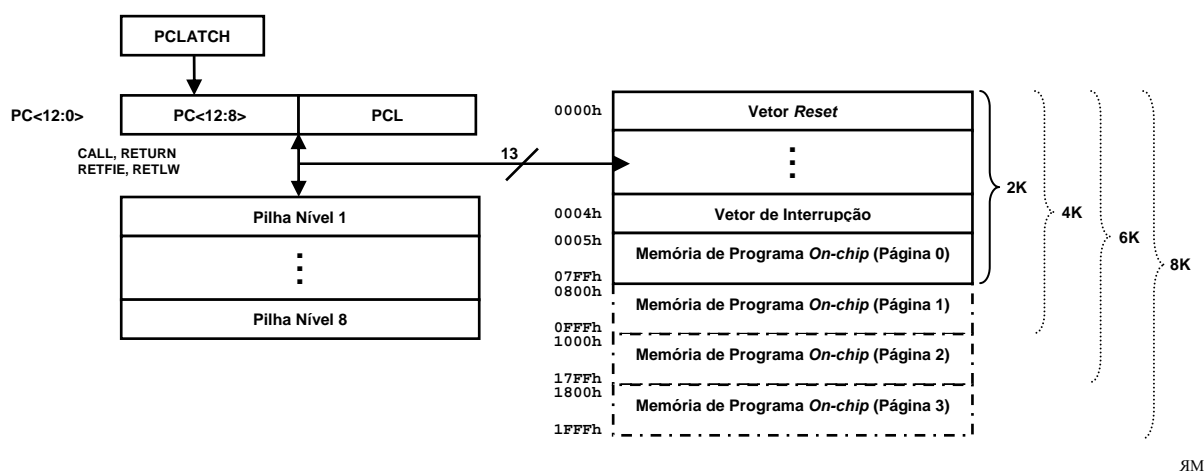 PCLATCH
PC<12:0>
PC<12:8>
PCL
CALL, RETURN
RETFIE, RETLW
13
Pilha Nível 1
Pilha Nível 8
0000h
Vetor Reset
0004h
Vetor de Interrupção
0005h
Memória de Programa On-chip (Página 0)
07FFh
0800h
Memória de Programa On-chip (Página 1)
0FFFh
1000h
Memória de Programa On-chip (Página 2)
17FFh
1800h
Memória de Programa On-chip (Página 3)
1FFFh
2K
4K
6K
8K
ЯM